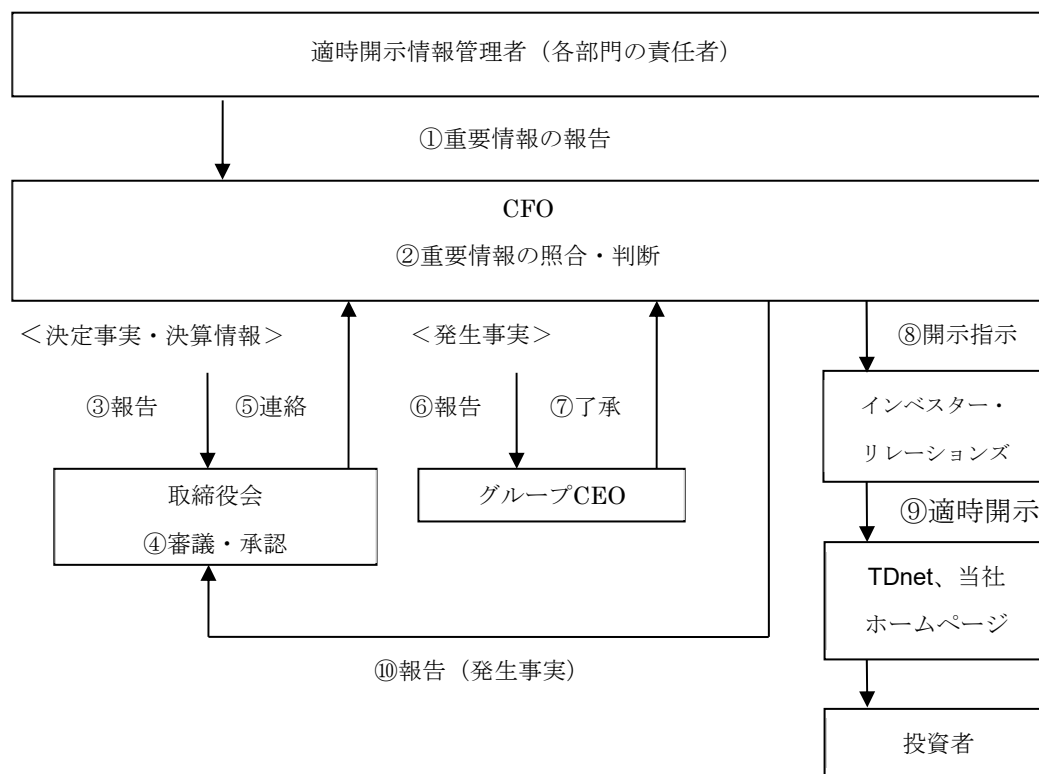 適時開示情報管理者（各部門の責任者）
①重要情報の報告
CFO
②重要情報の照合・判断
＜決定事実・決算情報＞
＜発生事実＞
⑧開示指示
③報告
⑤連絡
⑥報告
⑦了承
インベスター・
リレーションズ
取締役会
④審議・承認
グループCEO
⑨適時開示
TDnet、当社
ホームページ
⑩報告（発生事実）
投資者